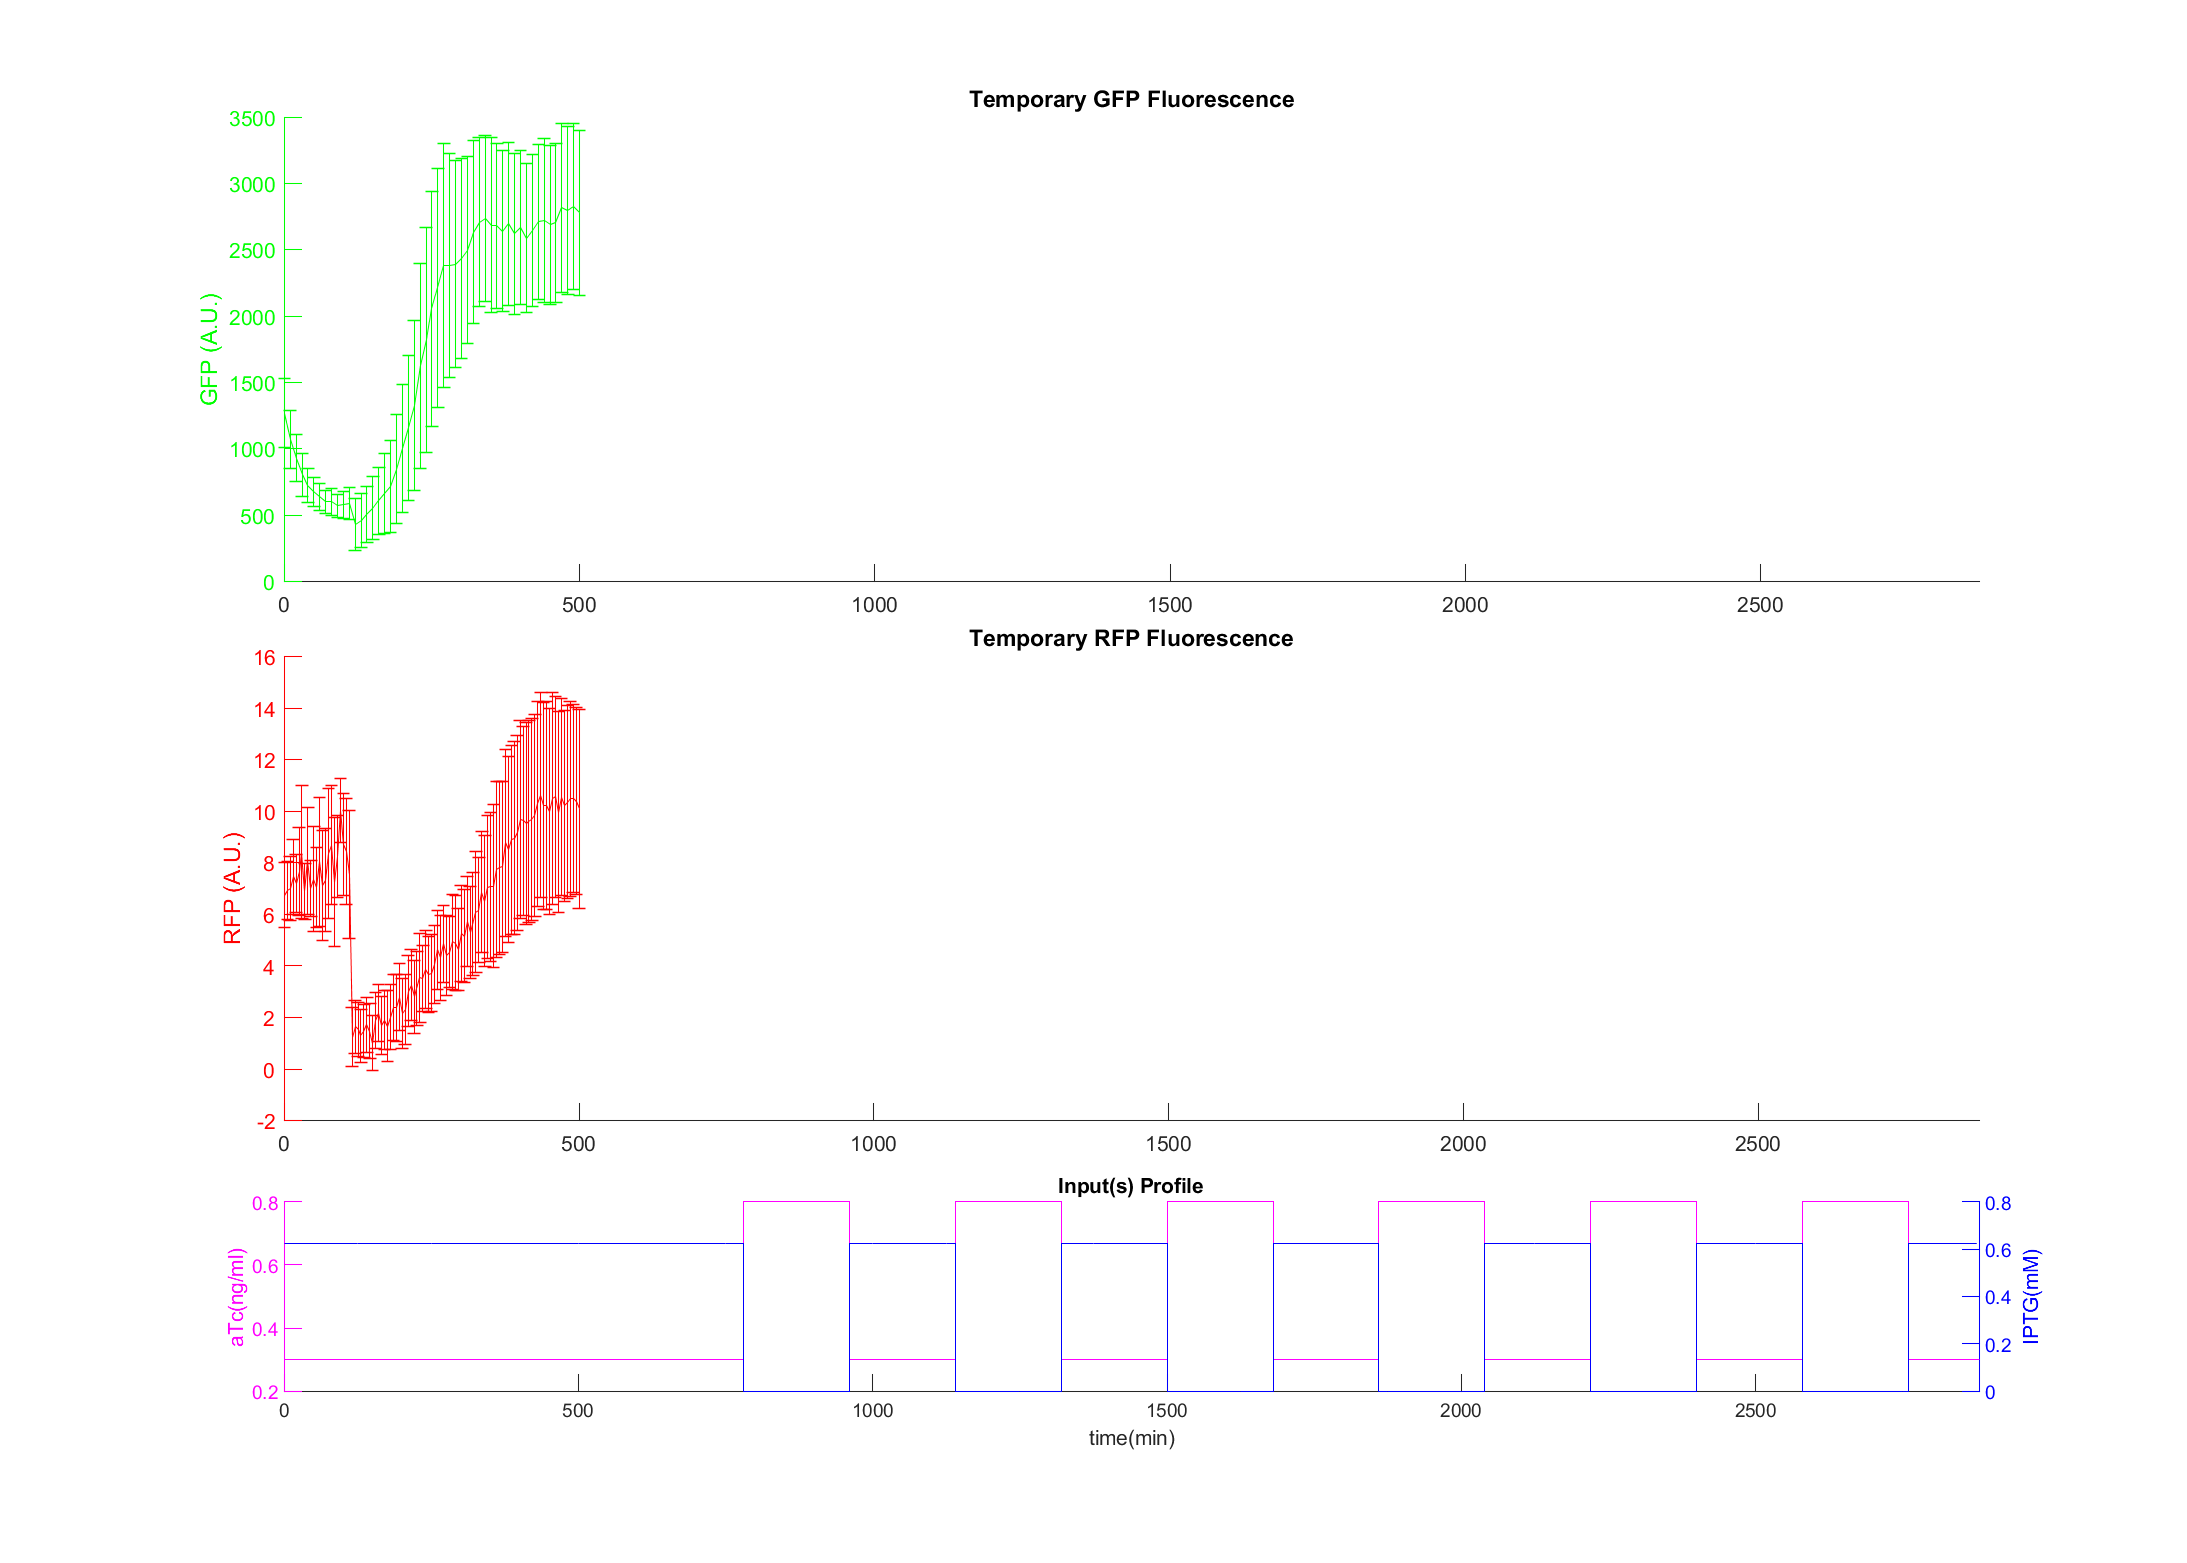 Temporary GFP Fluorescence
3500
3000
2500
2000
1500
1000
500
0
GFP (A.U.)
0 500 1000 1500 2000 2500
Temporary RFP Fluorescence
16
14
12
10
8
6
4
2
0
-2
RFP (A.U.)
0 500 1000 1500 2000 2500
Input(s) Profile
0.8
0.6
0.4
0.2
aTc(ng/ml)
0.8
0.6
0.4
0.2
0
IPTG(mM)
0 500 1000 1500 2000 2500
time(min)